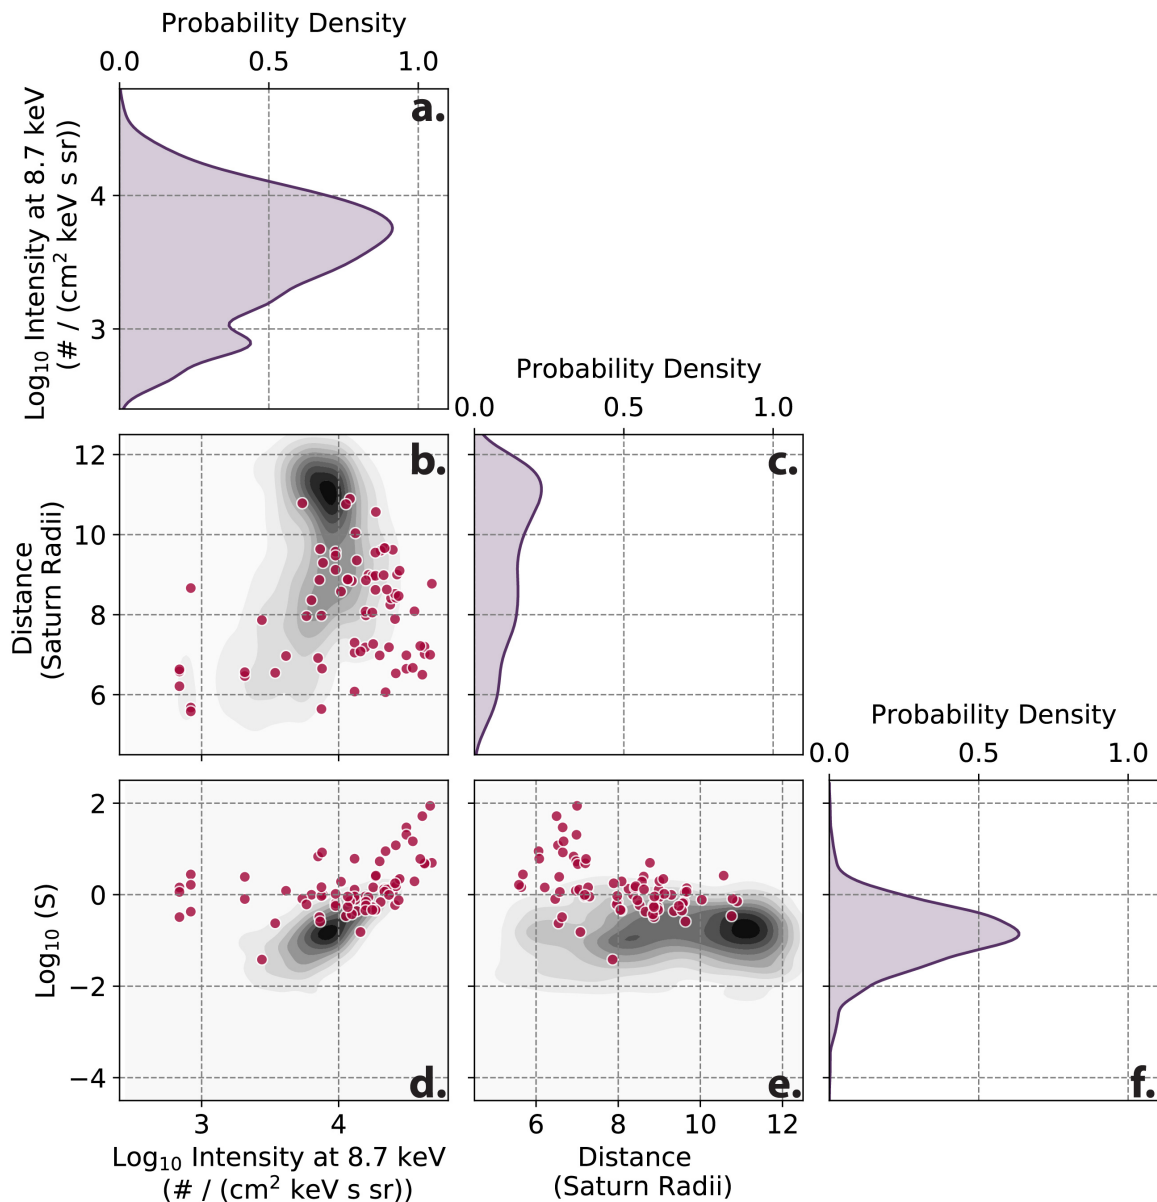 Probability Density
0.0 0.5 1.0
a.
Log₁₀ Intensity at 8.7 keV
(# / (cm² keV s sr))
4
3
Probability Density
0.0 0.5 1.0
b.
Distance
(Saturn Radii)
12
10
8
6
c.
Probability Density
0.0 0.5 1.0
d.
Log₁₀ (S)
2
0
−2
−4
3 4
Log₁₀ Intensity at 8.7 keV
(# / (cm² keV s sr))
e.
6 8 10 12
Distance
(Saturn Radii)
f.